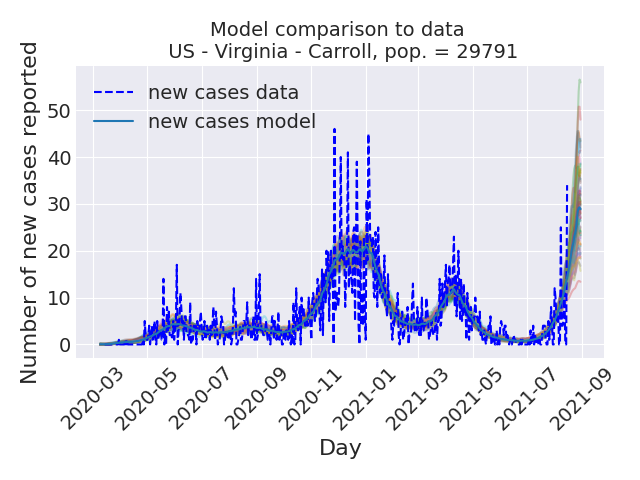 Model comparison to data
US - Virginia - Carroll, pop. = 29791
Number of new cases reported
50
40
30
20
10
0
new cases data
new cases model
2020-03
2020-05
2020-07
2020-09
2020-11
2021-01
2021-03
2021-05
2021-07
2021-09
Day